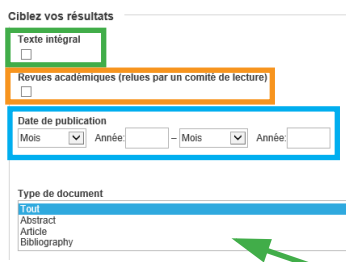 Ciblez vos résultats
Texte intégral
Revues académiques (relues par un comité de lecture)
Date de publication
Mois Année: – Mois Année:
Type de document
Tout
Abstract
Article
Bibliography